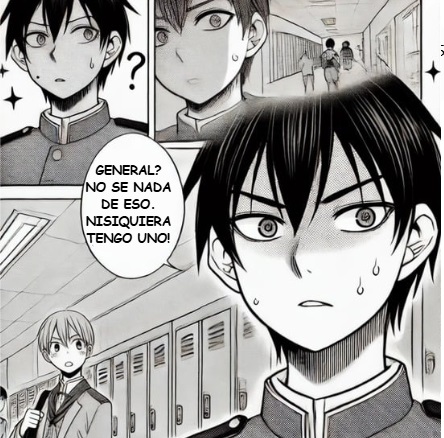 ?
GENERAL?
NO SE NADA
DE ESO.
NISIQUIERA
TENGO UNO!